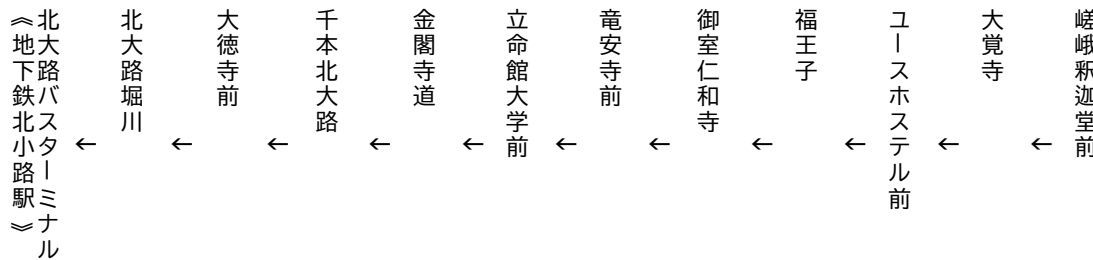 嵯峨釈迦堂前
←
大覚寺
←
ユースホステル前
←
福王子
←
御室仁和寺
←
竜安寺前
←
立命館大学前
←
金閣寺道
←
千本北大路
←
大徳寺前
←
北大路堀川
←
北大路バスターミナル
《地下鉄北小路駅》